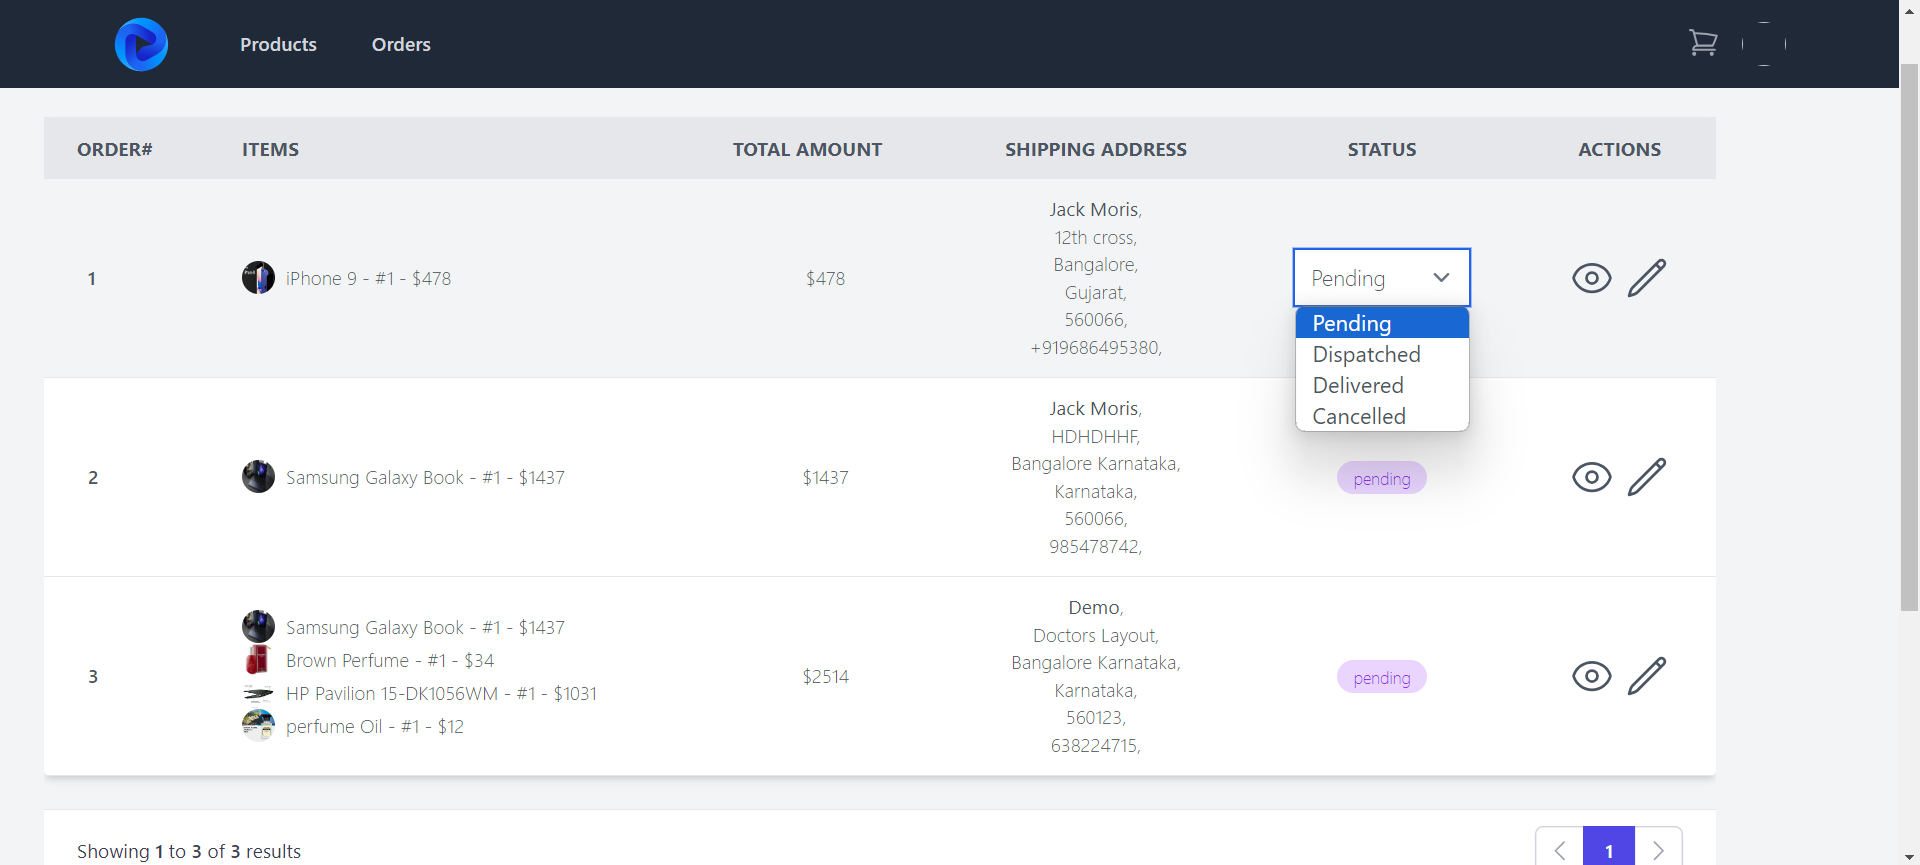 Products Orders
ORDER# ITEMS TOTAL AMOUNT SHIPPING ADDRESS STATUS ACTIONS
1 iPhone 9 - #1 - $478 $478
Jack Moris,
12th cross,
Bangalore,
Gujarat,
560066,
+919686495380,
Pending
Pending
Dispatched
Delivered
Cancelled
2 Samsung Galaxy Book - #1 - $1437 $1437
Jack Moris,
HDHDHHF,
Bangalore Karnataka,
Karnataka,
560066,
985478742,
pending
3
Samsung Galaxy Book - #1 - $1437
Brown Perfume - #1 - $34
HP Pavilion 15-DK1056WM - #1 - $1031
perfume Oil - #1 - $12
$2514
Demo,
Doctors Layout,
Bangalore Karnataka,
Karnataka,
560123,
638224715,
pending
Showing 1 to 3 of 3 results
1